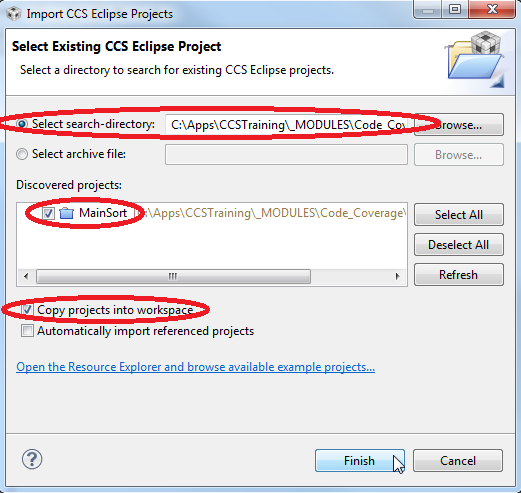 Import CCS Eclipse Projects
Select Existing CCS Eclipse Project
Select a directory to search for existing CCS Eclipse projects.
Select search-directory: C:\Apps\CCSTraining\_MODULES\Code_Cov Browse...
Select archive file: Browse...
Discovered projects:
MainSort :\Apps\CCSTraining\_MODULES\Code_Coverage\
Select All
Deselect All
Refresh
Copy projects into workspace
Automatically import referenced projects
Open the Resource Explorer and browse available example projects...
? Finish Cancel